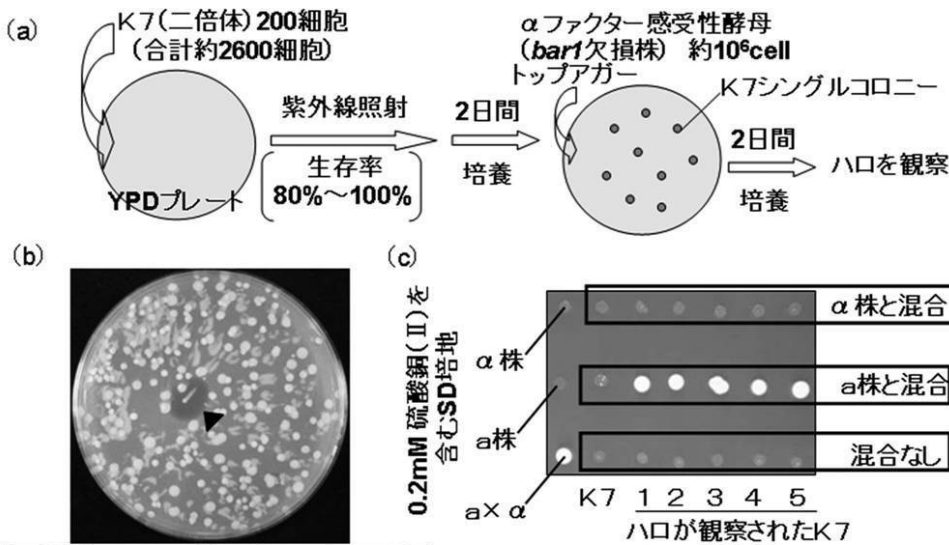 (a)
K7(二倍体)200細胞
(合計約2600細胞)
YPDプレート
紫外線照射
生存率
80%～100%
2日間
培養
αファクター感受性酵母
(bar1欠損株) 約10⁶cell
トップアガー
K7シングルコロニー
2日間
培養
ハロを観察
(b)
(c)
0.2mM 硫酸銅(Ⅱ)を
含むSD培地
α株
a株
a×α
α株と混合
a株と混合
混合なし
K7 1 2 3 4 5
ハロが観察されたK7